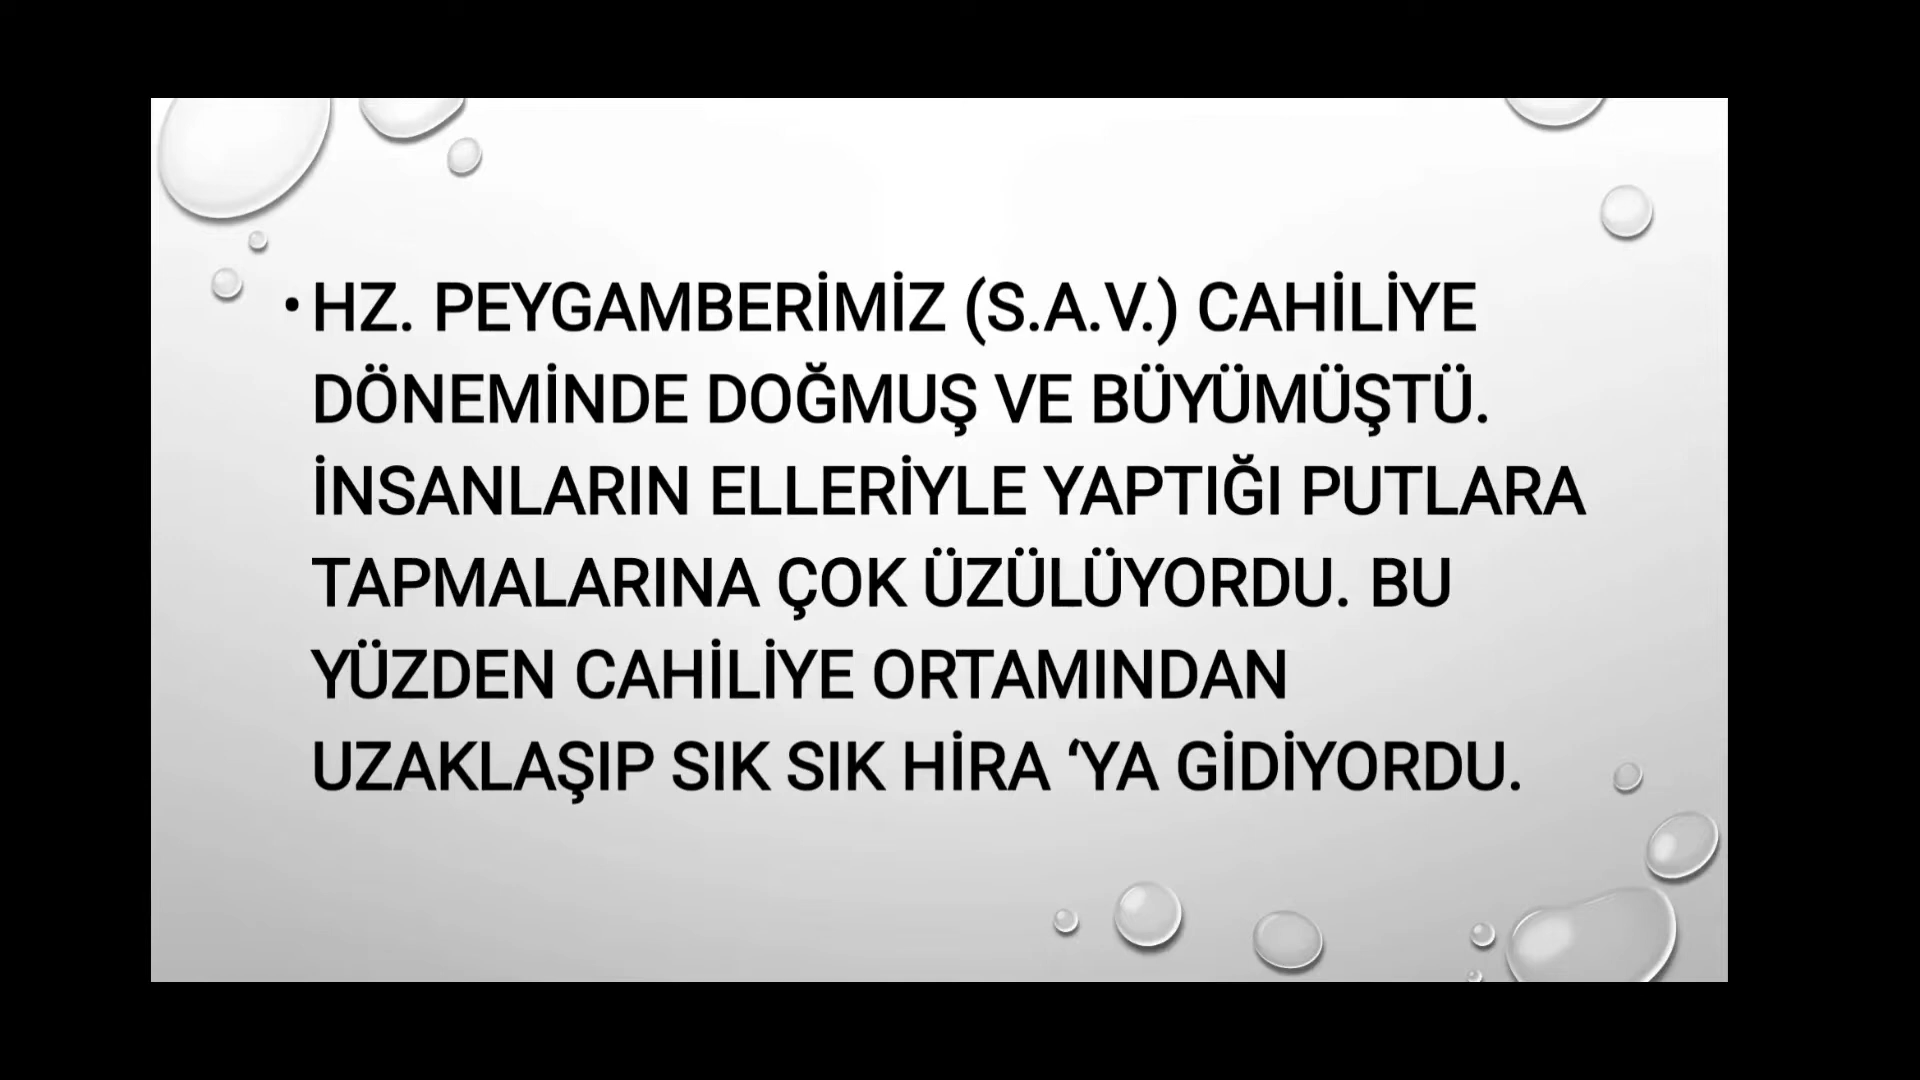 • HZ. PEYGAMBERİMİZ (S.A.V.) CAHİLİYE
DÖNEMİNDE DOĞMUŞ VE BÜYÜMÜŞTÜ.
İNSANLARIN ELLERİYLE YAPTIĞI PUTLARA
TAPMALARINA ÇOK ÜZÜLÜYORDU. BU
YÜZDEN CAHİLİYE ORTAMINDAN
UZAKLAŞIP SIK SIK HİRA ‘YA GİDİYORDU.